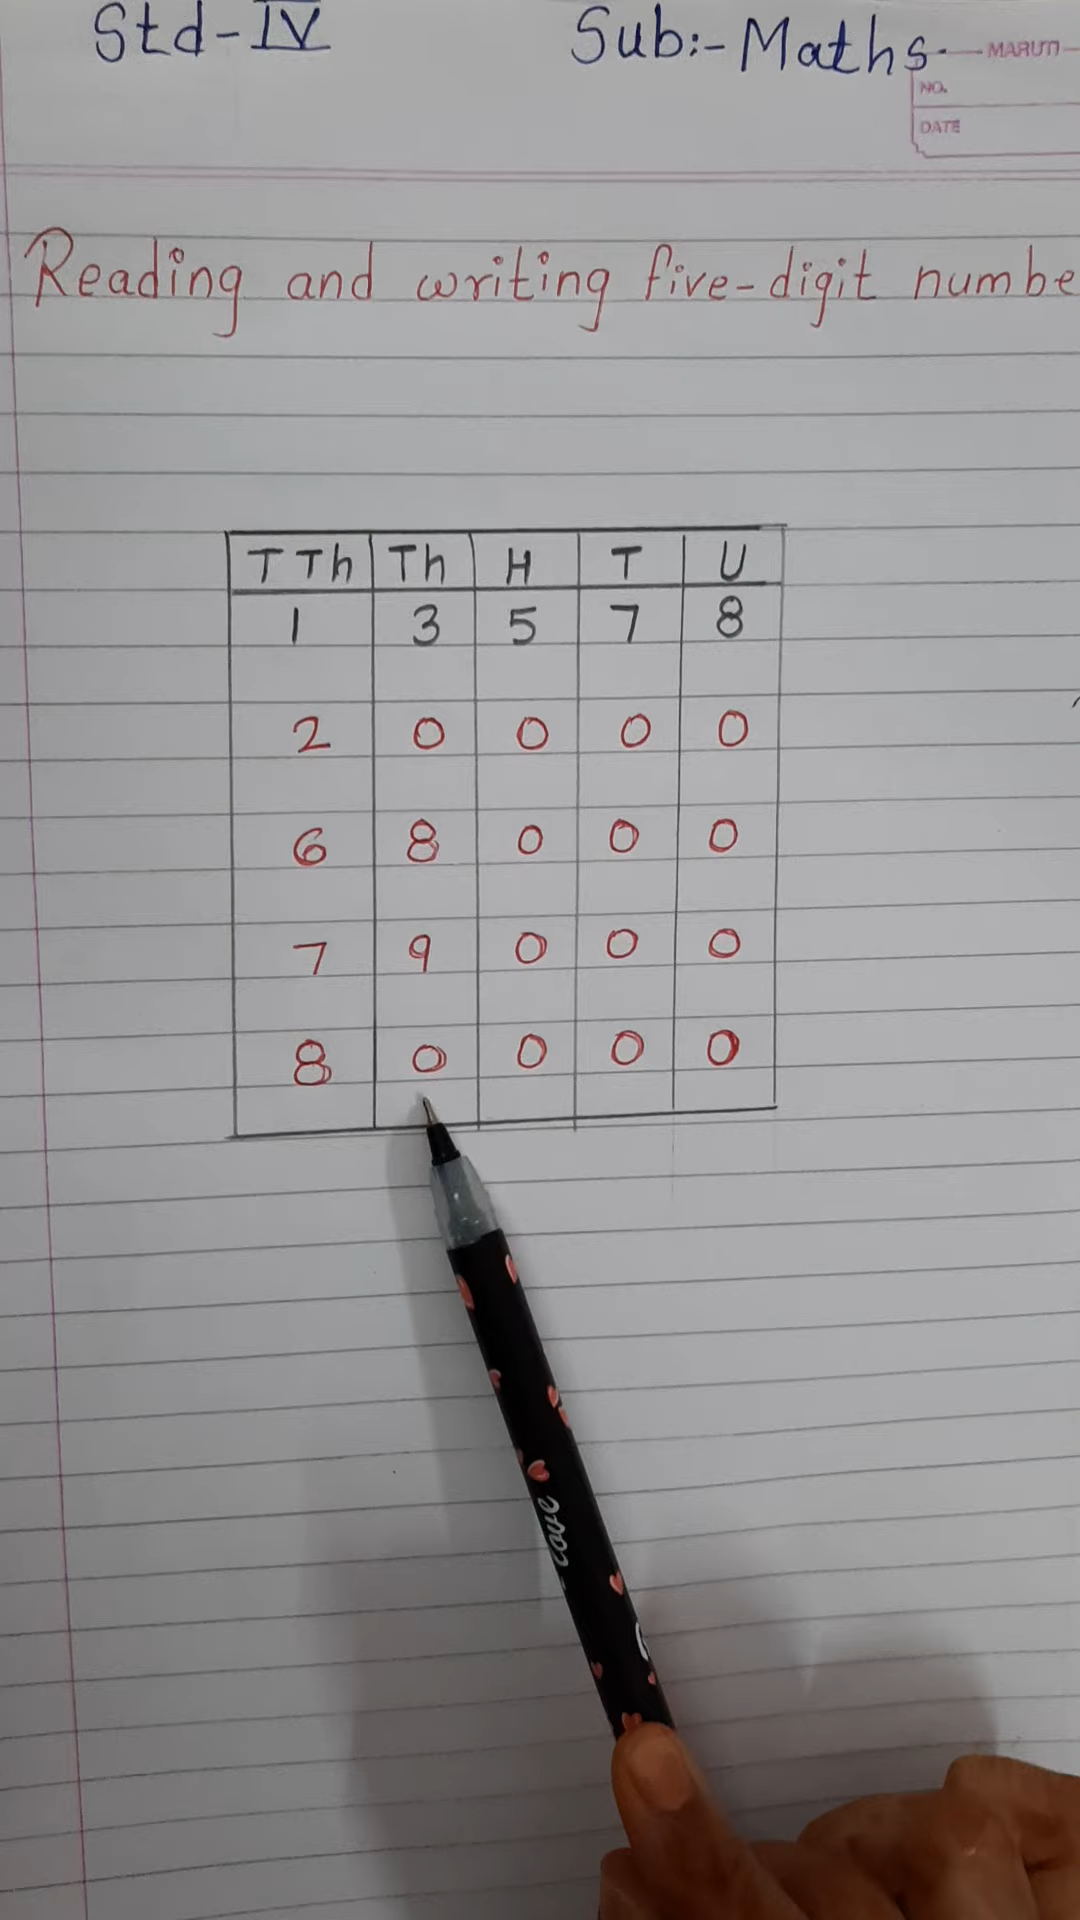 Std-IV Sub:- Maths.
MARUTI
NO.
DATE
Reading and writing five-digit numbe
T Th Th H T U
1 3 5 7 8
2 0 0 0 0
6 8 0 0 0
7 9 0 0 0
8 0 0 0 0
Love